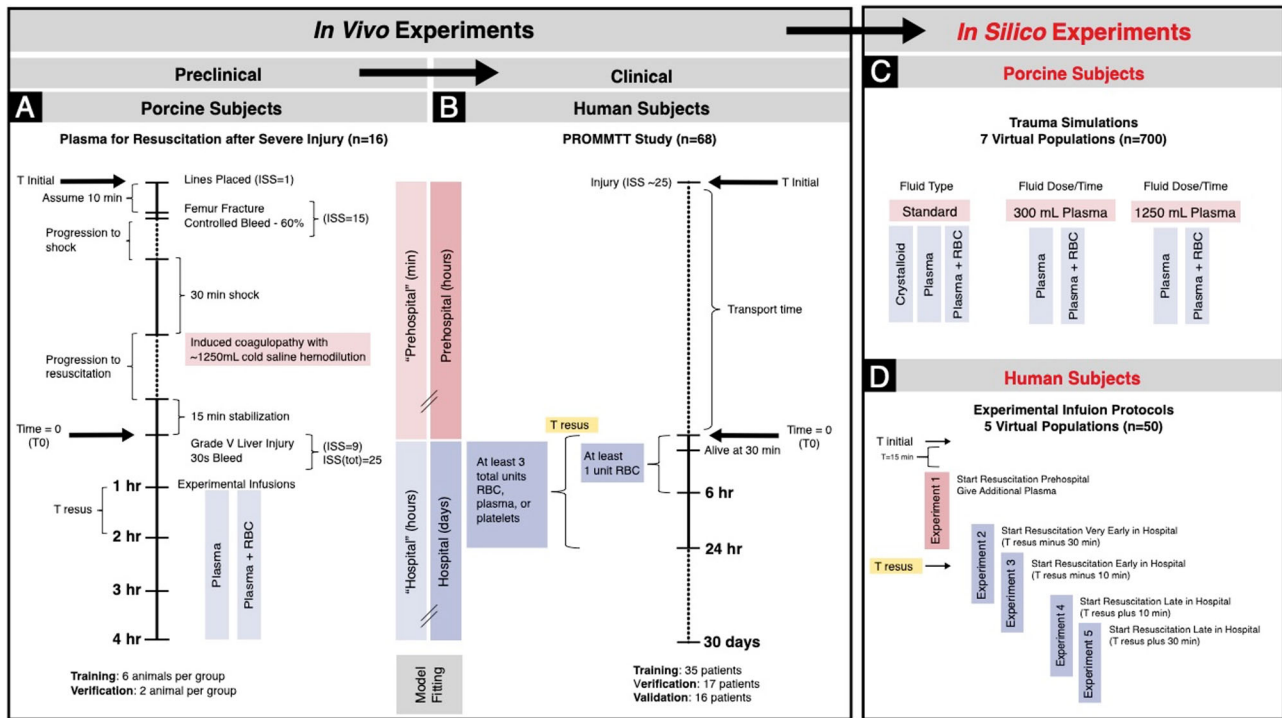 In Vivo Experiments
Preclinical
Clinical
A
Porcine Subjects
B
Human Subjects
Plasma for Resuscitation after Severe Injury (n=16)
T Initial
Assume 10 min
Lines Placed (ISS=1)
Femur Fracture
Controlled Bleed - 60%
(ISS=15)
Progression to
shock
30 min shock
Induced coagulopathy with
~1250mL cold saline hemodilution
Progression to
resuscitation
15 min stabilization
Time = 0
(T0)
Grade V Liver Injury
30s Bleed
(ISS=9)
ISS(tot)=25
1 hr
Experimental Infusions
T resus
2 hr
3 hr
4 hr
Plasma
Plasma + RBC
Training: 6 animals per group
Verification: 2 animal per group
"Prehospital" (min)
Prehospital (hours)
"Hospital" (hours)
Hospital (days)
Model
Fitting
PROMMTT Study (n=68)
Injury (ISS ~25)
T Initial
Transport time
T resus
Time = 0
(T0)
Alive at 30 min
At least 3
total units
RBC,
plasma, or
platelets
At least
1 unit RBC
6 hr
24 hr
30 days
Training: 35 patients
Verification: 17 patients
Validation: 16 patients
In Silico Experiments
C
Porcine Subjects
Trauma Simulations
7 Virtual Populations (n=700)
Fluid Type
Fluid Dose/Time
Fluid Dose/Time
Standard
300 mL Plasma
1250 mL Plasma
Crystalloid
Plasma
Plasma + RBC
Plasma
Plasma + RBC
Plasma
Plasma + RBC
D
Human Subjects
Experimental Infuion Protocols
5 Virtual Populations (n=50)
T initial
T=15 min
Experiment 1
Start Resuscitation Prehospital
Give Additional Plasma
Experiment 2
Start Resuscitation Very Early in Hospital
(T resus minus 30 min)
T resus
Experiment 3
Start Resuscitation Early in Hospital
(T resus minus 10 min)
Experiment 4
Start Resuscitation Late in Hospital
(T resus plus 10 min)
Experiment 5
Start Resuscitation Late in Hospital
(T resus plus 30 min)